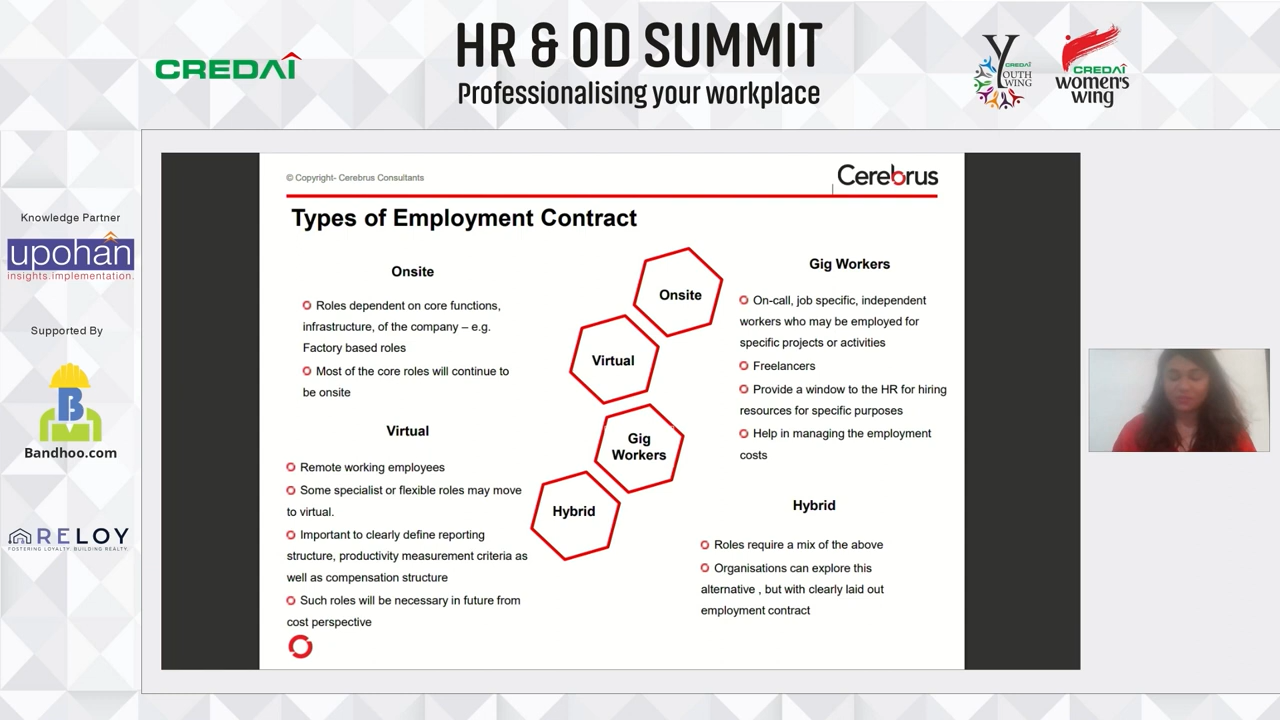 CREDAI
HR & OD SUMMIT
Professionalising your workplace
CREDAI
YOUTH
WING
CREDAI
women's
wing
Knowledge Partner
upohan
insights.implementation.
Supported By
B
Bandhoo.com
RELOY
FOSTERING LOYALTY. BUILDING REALTY.
© Copyright- Cerebrus Consultants
Cerebrus
Types of Employment Contract
Onsite
Roles dependent on core functions,
infrastructure, of the company – e.g.
Factory based roles
Most of the core roles will continue to
be onsite
Virtual
Remote working employees
Some specialist or flexible roles may move
to virtual.
Important to clearly define reporting
structure, productivity measurement criteria as
well as compensation structure
Such roles will be necessary in future from
cost perspective
Onsite
Virtual
Gig
Workers
Hybrid
Gig Workers
On-call, job specific, independent
workers who may be employed for
specific projects or activities
Freelancers
Provide a window to the HR for hiring
resources for specific purposes
Help in managing the employment
costs
Hybrid
Roles require a mix of the above
Organisations can explore this
alternative , but with clearly laid out
employment contract